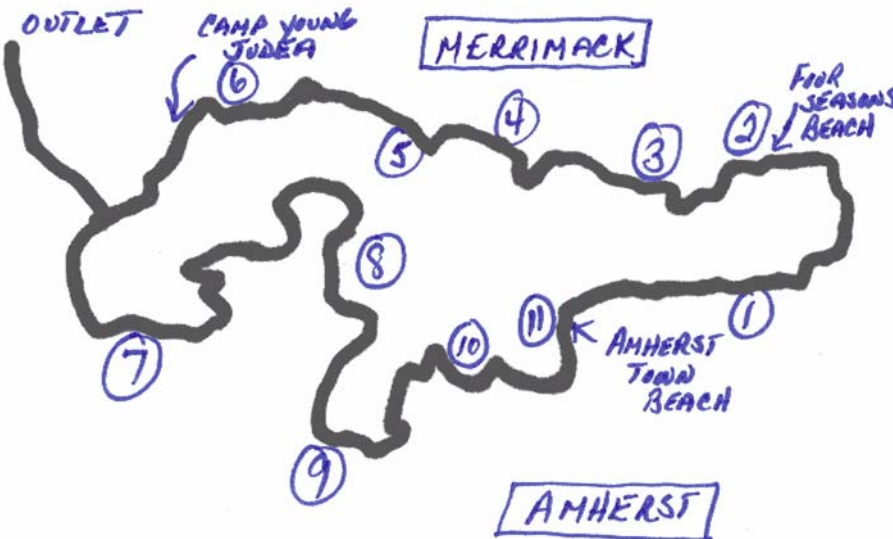 OUTLET
CAMP YOUNG
JUDEA
MERRIMACK
FOUR
SEASONS
BEACH
6
5
4
3
2
8
7
9
10
11
1
AMHERST
TOWN
BEACH
AMHERST